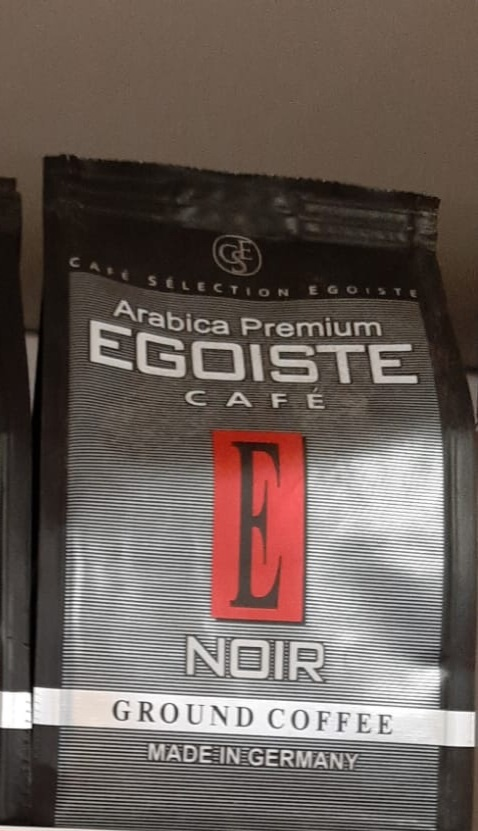 CSE
CAFÉ SÉLECTION EGOISTE
Arabica Premium
EGOISTE
CAFÉ
E
NOIR
GROUND COFFEE
MADE IN GERMANY